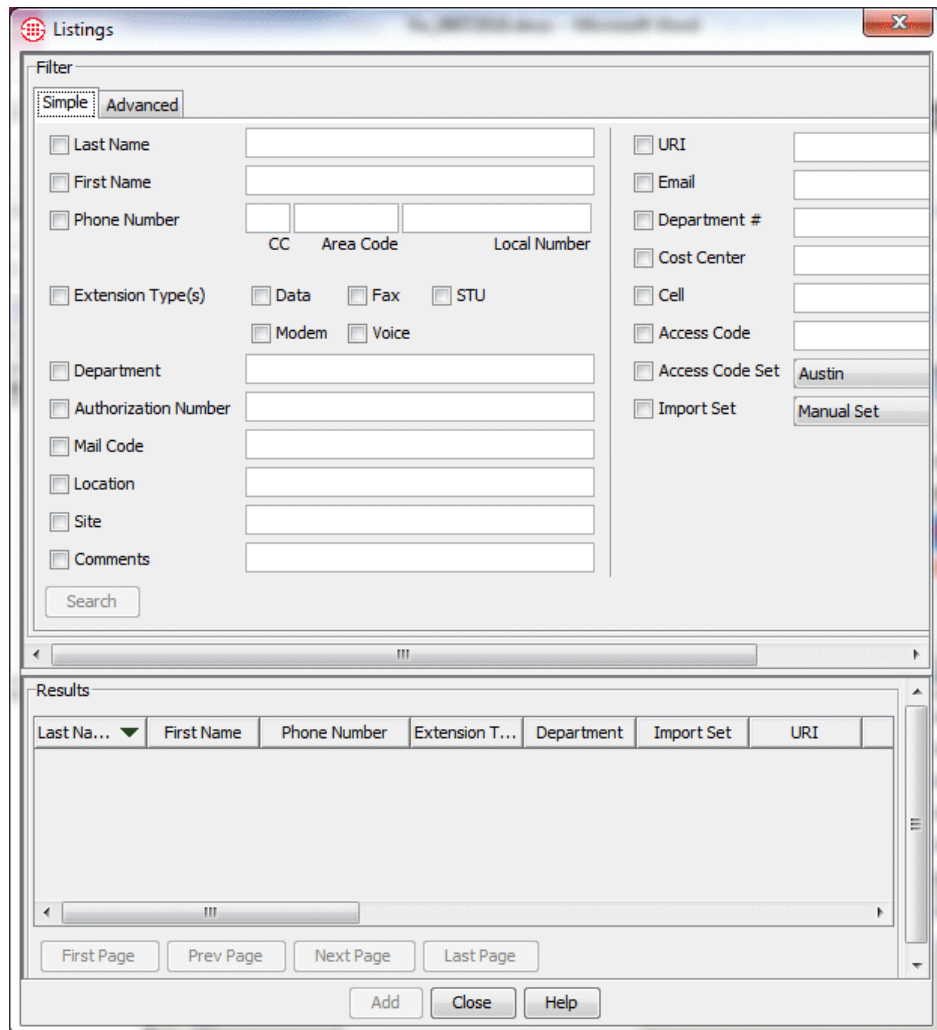 Listings
Filter
Simple Advanced
Last Name
First Name
Phone Number
CC Area Code Local Number
Extension Type(s) Data Fax STU
Modem Voice
Department
Authorization Number
Mail Code
Location
Site
Comments
URI
Email
Department #
Cost Center
Cell
Access Code
Access Code Set Austin
Import Set Manual Set
Search
Results
Last Na... First Name Phone Number Extension T... Department Import Set URI
First Page Prev Page Next Page Last Page
Add Close Help